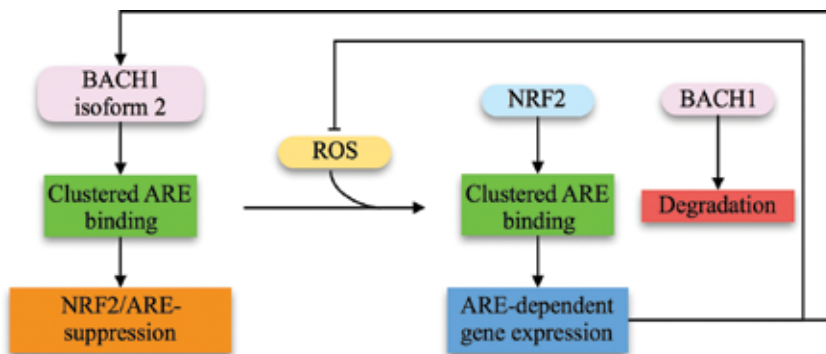 BACH1
isoform 2
Clustered ARE
binding
NRF2/ARE-
suppression
ROS
NRF2
Clustered ARE
binding
ARE-dependent
gene expression
BACH1
Degradation